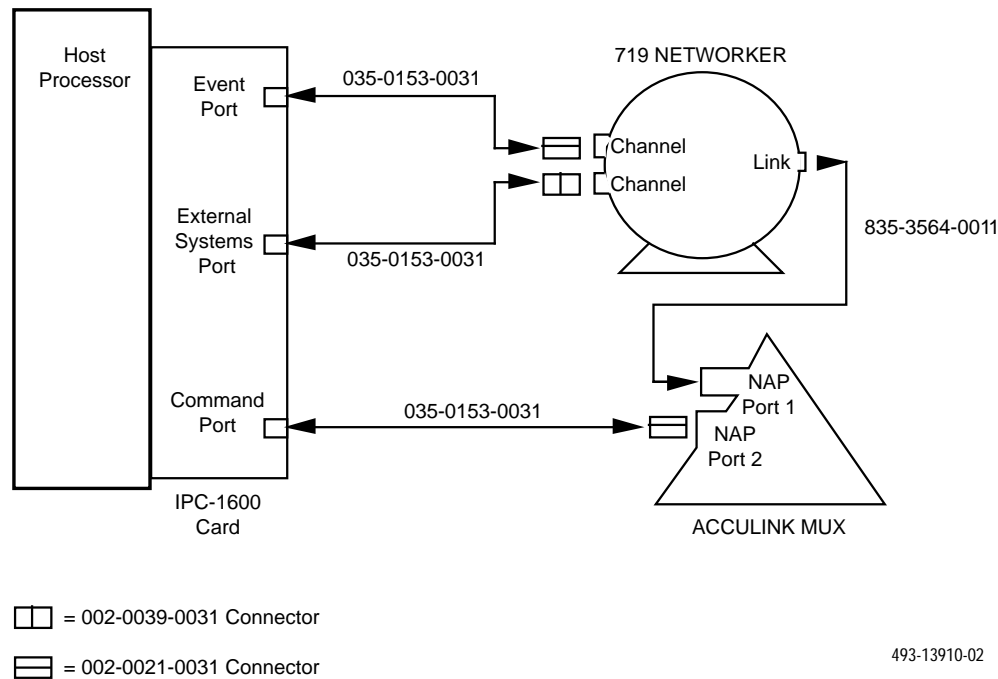 Host
Processor
Event
Port
035-0153-0031
719 NETWORKER
Channel
Channel
Link
External
Systems
Port
035-0153-0031
835-3564-0011
Command
Port
035-0153-0031
NAP
Port 1
NAP
Port 2
IPC-1600
Card
ACCULINK MUX
= 002-0039-0031 Connector
= 002-0021-0031 Connector
493-13910-02